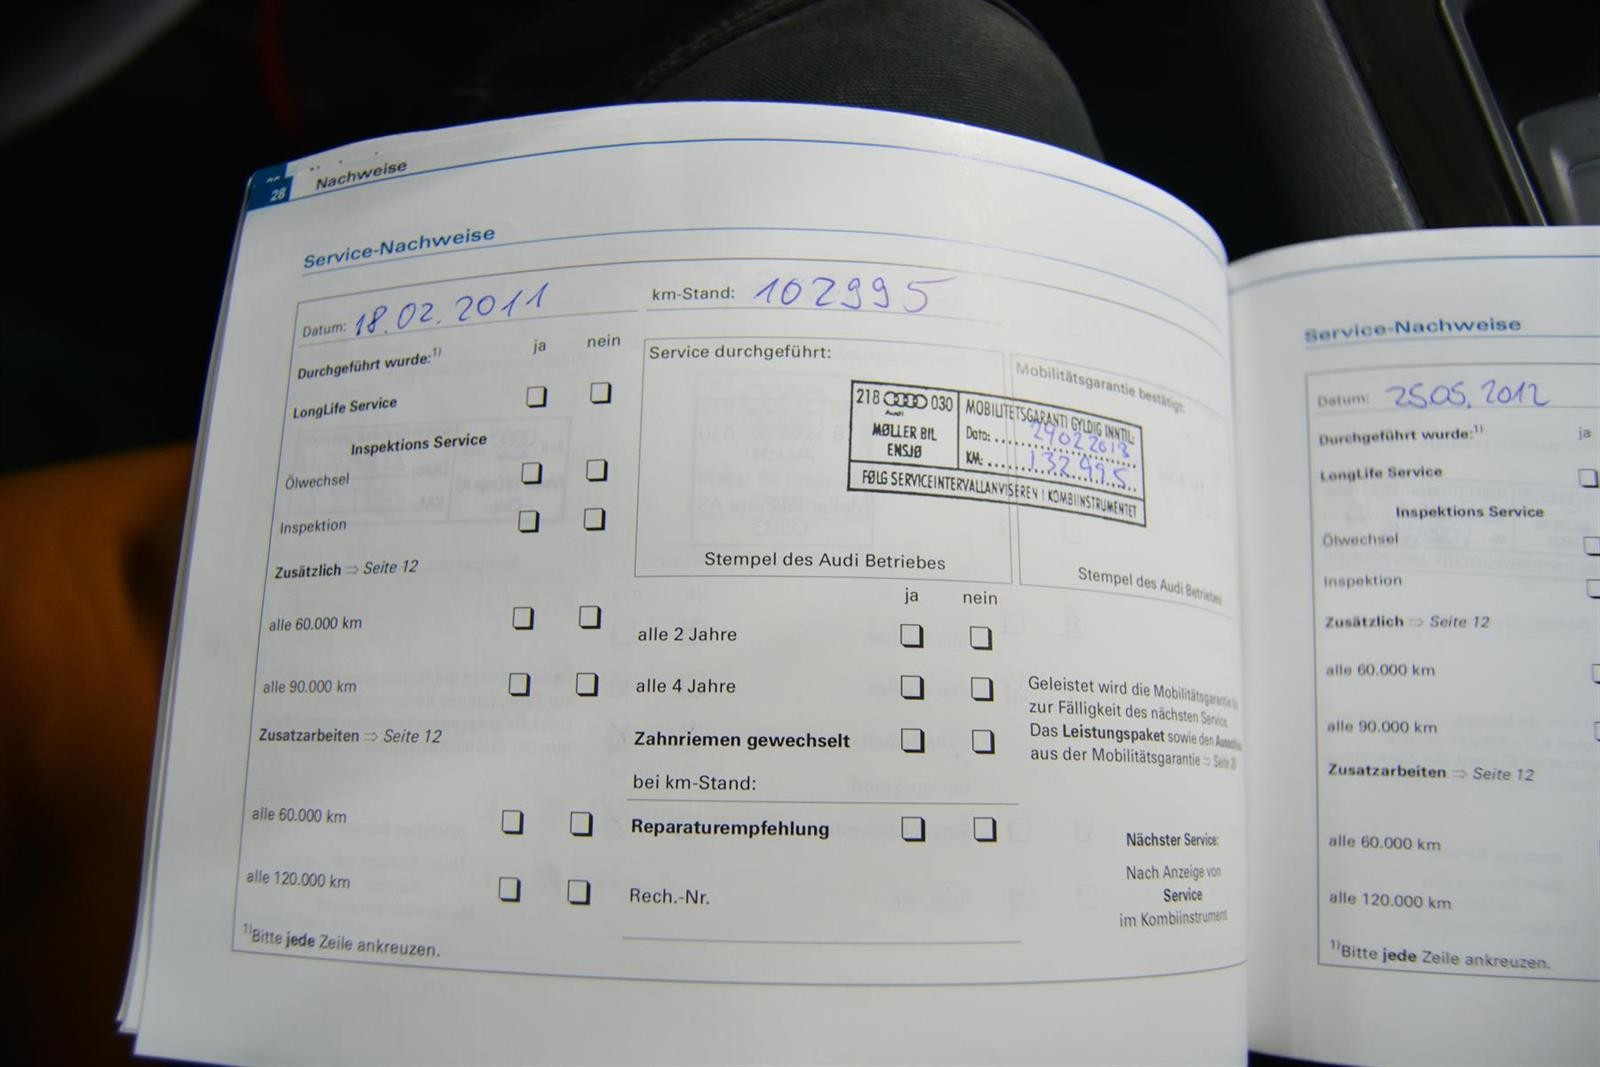 28 Nachweise
Service-Nachweise
Datum: 18.02.2011
km-Stand: 102995
Durchgeführt wurde:1) ja nein
LongLife Service
Inspektions Service
Ölwechsel
Inspektion
Zusätzlich ⇒ Seite 12
alle 60.000 km
alle 90.000 km
Zusatzarbeiten ⇒ Seite 12
alle 60.000 km
alle 120.000 km
1)Bitte jede Zeile ankreuzen.
Service durchgeführt:
Mobilitätsgarantie bestätigt:
218 Audi 030
MØLLER BIL
ENSJØ
MOBILITETSGARANTI GYLDIG INNTIL:
Dato:
KM: 132995
FØLG SERVICEINTERVALLANVISEREN I KOMBIINSTRUMENTET
Stempel des Audi Betriebes
Stempel des Audi Betriebes
ja nein
alle 2 Jahre
alle 4 Jahre
Zahnriemen gewechselt
bei km-Stand:
Reparaturempfehlung
Rech.-Nr.
Geleistet wird die Mobilitätsgarantie
zur Fälligkeit des nächsten Service.
Das Leistungspaket sowie den
aus der Mobilitätsgarantie ⇒ Seite
Nächster Service:
Nach Anzeige von
Service
im Kombiinstrument
Service-Nachweise
Datum: 25.05.2012
Durchgeführt wurde:1) ja
LongLife Service
Inspektions Service
Ölwechsel
Inspektion
Zusätzlich ⇒ Seite 12
alle 60.000 km
alle 90.000 km
Zusatzarbeiten ⇒ Seite 12
alle 60.000 km
alle 120.000 km
1)Bitte jede Zeile ankreuzen.